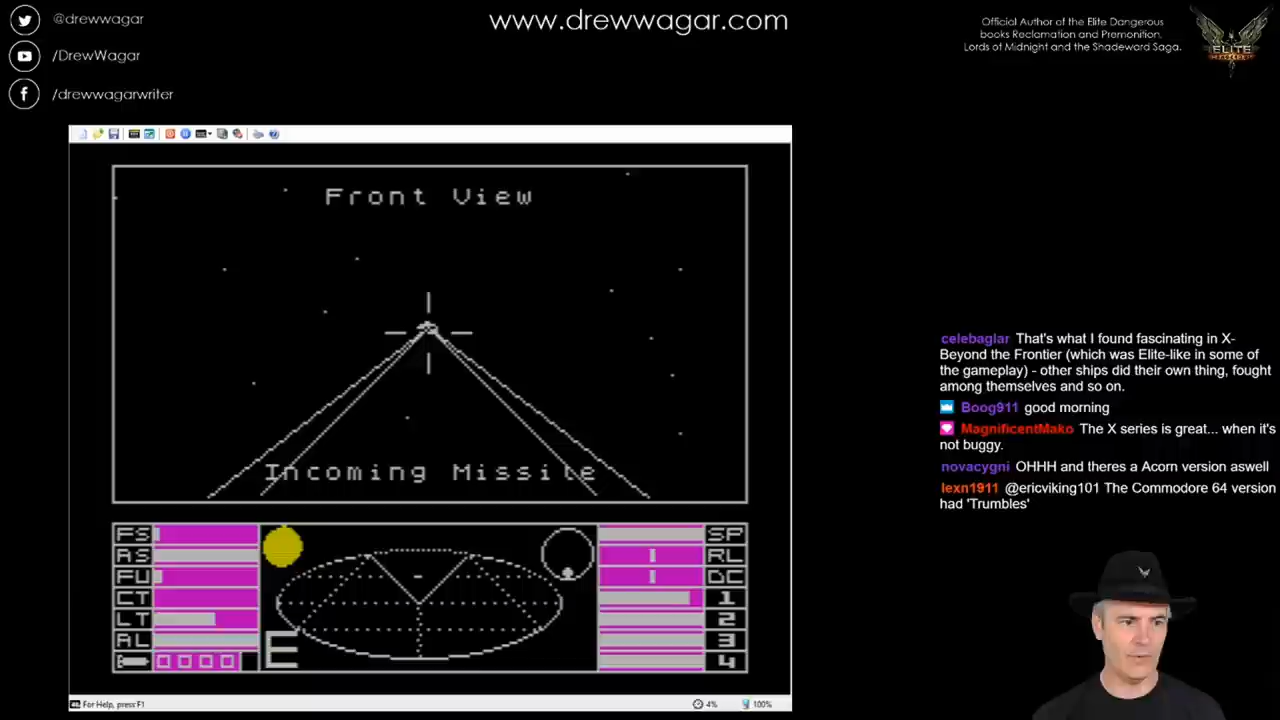 @drewwagar
/DrewWagar
/drewwagarwriter
www.drewwagar.com
Official Author of the Elite Dangerous
books Reclamation and Premonition,
Lords of Midnight and the Shadeward Saga.
ELITE
Front View
Incoming Missile
FS
AS
FU
CT
LT
AL
E
SP
RL
DC
1
2
3
4
For Help, press F1
4%
100%
celebaglar That's what I found fascinating in X-
Beyond the Frontier (which was Elite-like in some of
the gameplay) - other ships did their own thing, fought
among themselves and so on.
Boog911 good morning
MagnificentMako The X series is great... when it's
not buggy.
novacygni OHHH and theres a Acorn version aswell
lexn1911 @ericviking101 The Commodore 64 version
had 'Trumbles'